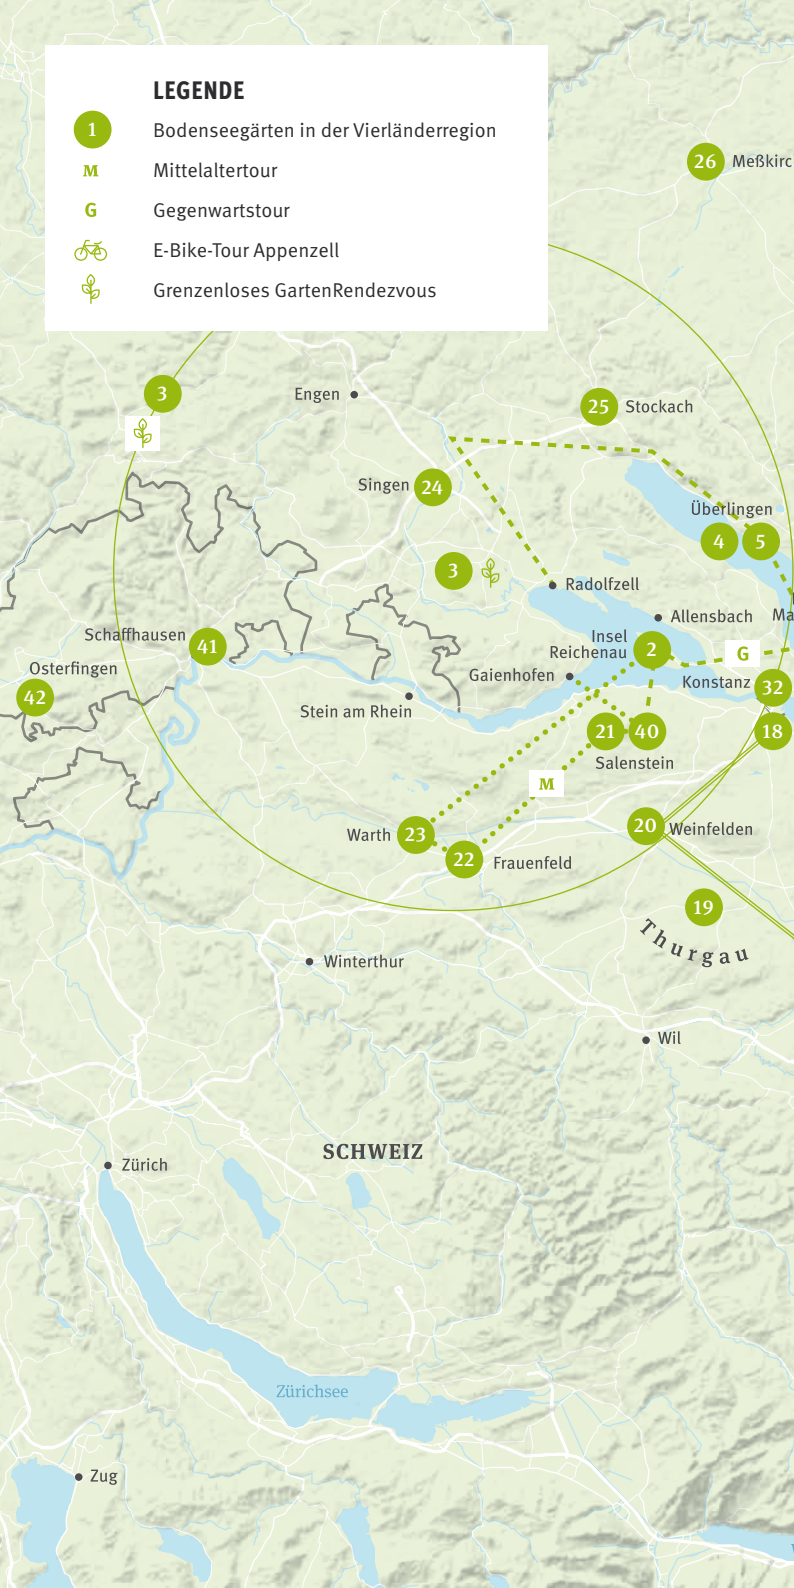 LEGENDE
1 Bodenseegärten in der Vierländerregion
M Mittelaltertour
G Gegenwartstour
E-Bike-Tour Appenzell
Grenzenloses GartenRendezvous
26 Meßkirc
3
Engen
25 Stockach
Singen 24
Überlingen
4 5
3
Radolfzell
Allensbach
Ma
Insel
Reichenau 2
G
Schaffhausen 41
Osterfingen
42
Gaienhofen
Konstanz 32
Stein am Rhein
21 40
18
Salenstein
M
Warth 23
20 Weinfelden
22 Frauenfeld
19
Thurgau
Winterthur
Wil
SCHWEIZ
Zürich
Zürichsee
Zug